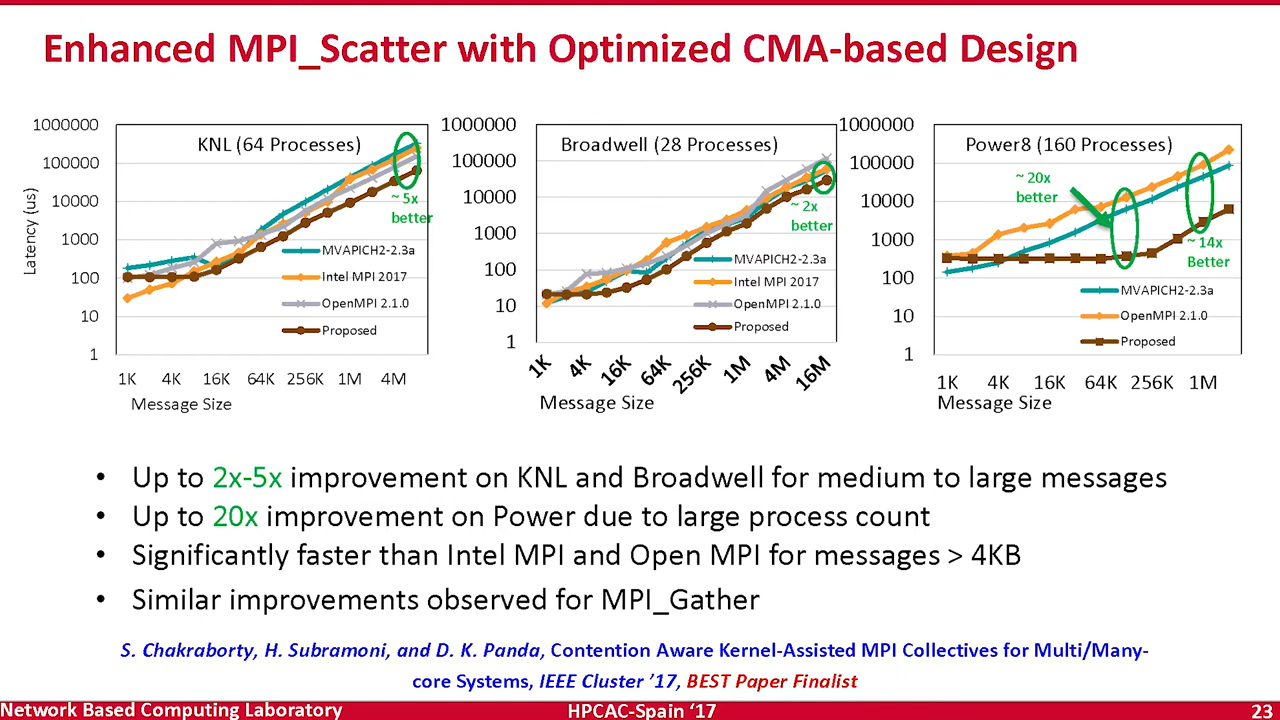 Enhanced MPI_Scatter with Optimized CMA-based Design
Latency (us)
1000000
100000
10000
1000
100
10
1
KNL (64 Processes)
~ 5x
better
MVAPICH2-2.3a
Intel MPI 2017
OpenMPI 2.1.0
Proposed
1K 4K 16K 64K 256K 1M 4M
Message Size
1000000
100000
10000
1000
100
10
1
Broadwell (28 Processes)
~ 2x
better
MVAPICH2-2.3a
Intel MPI 2017
OpenMPI 2.1.0
Proposed
1K 4K 16K 64K 256K 1M 4M 16M
Message Size
1000000
100000
10000
1000
100
10
1
Power8 (160 Processes)
~ 20x
better
~ 14x
Better
MVAPICH2-2.3a
OpenMPI 2.1.0
Proposed
1K 4K 16K 64K 256K 1M
Message Size
• Up to 2x-5x improvement on KNL and Broadwell for medium to large messages
• Up to 20x improvement on Power due to large process count
• Significantly faster than Intel MPI and Open MPI for messages > 4KB
• Similar improvements observed for MPI_Gather
S. Chakraborty, H. Subramoni, and D. K. Panda, Contention Aware Kernel-Assisted MPI Collectives for Multi/Many-
core Systems, IEEE Cluster ’17, BEST Paper Finalist
Network Based Computing Laboratory
HPCAC-Spain ‘17
23